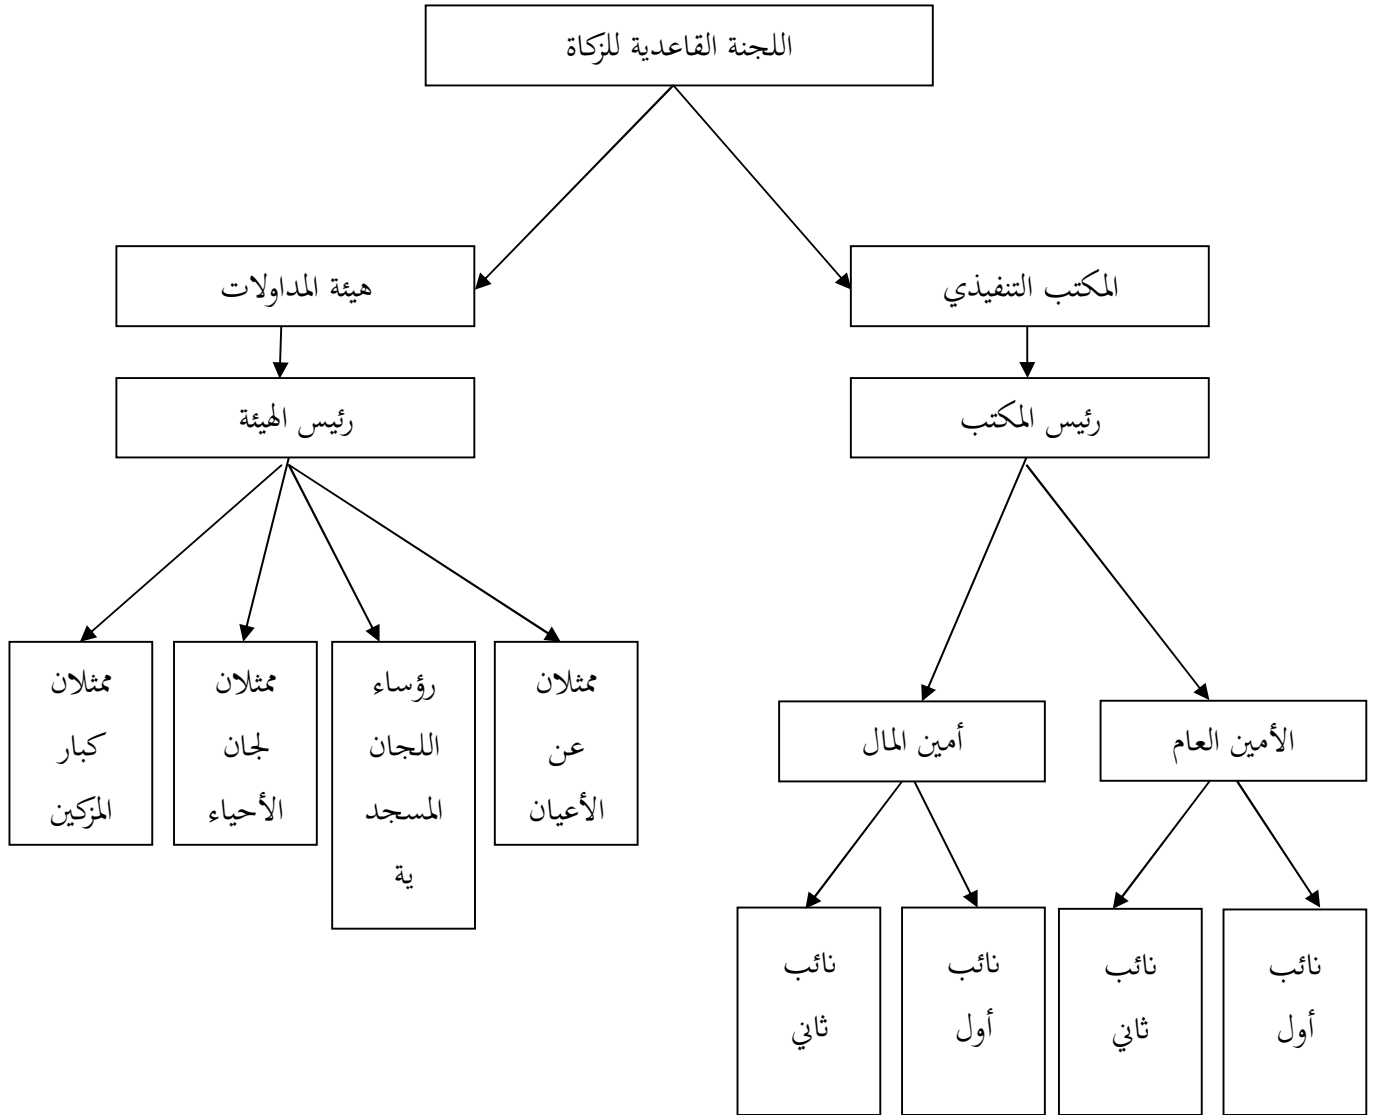 اللجنة القاعدية للزكاة
المكتب التنفيذي
هيئة المداولات
رئيس المكتب
رئيس الهيئة
ممثلان
عن
الأعيان
رؤساء
اللجان
المسجد
ية
ممثلان
لجان
الأحياء
ممثلان
كبار
المزكين
الأمين العام
أمين المال
نائب
أول
نائب
ثاني
نائب
أول
نائب
ثاني